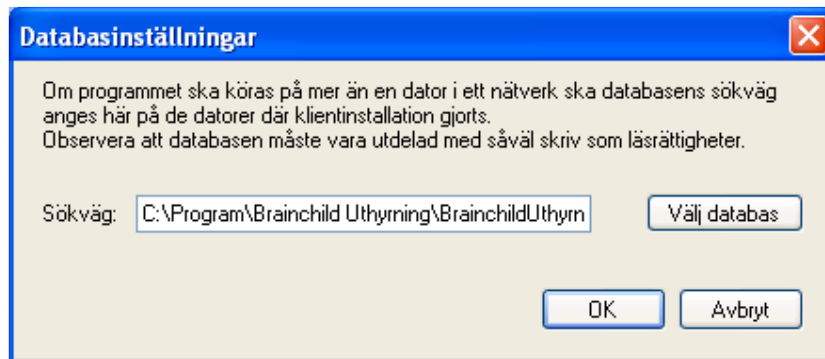 Databasinställningar
Om programmet ska köras på mer än en dator i ett nätverk ska databasens sökväg
anges här på de datorer där klientinstallation gjorts.
Observera att databasen måste vara utdelad med såväl skriv som läsrättigheter.
Sökväg: C:\Program\Brainchild Uthyrning\BrainchildUthyrn Välj databas
OK Avbryt